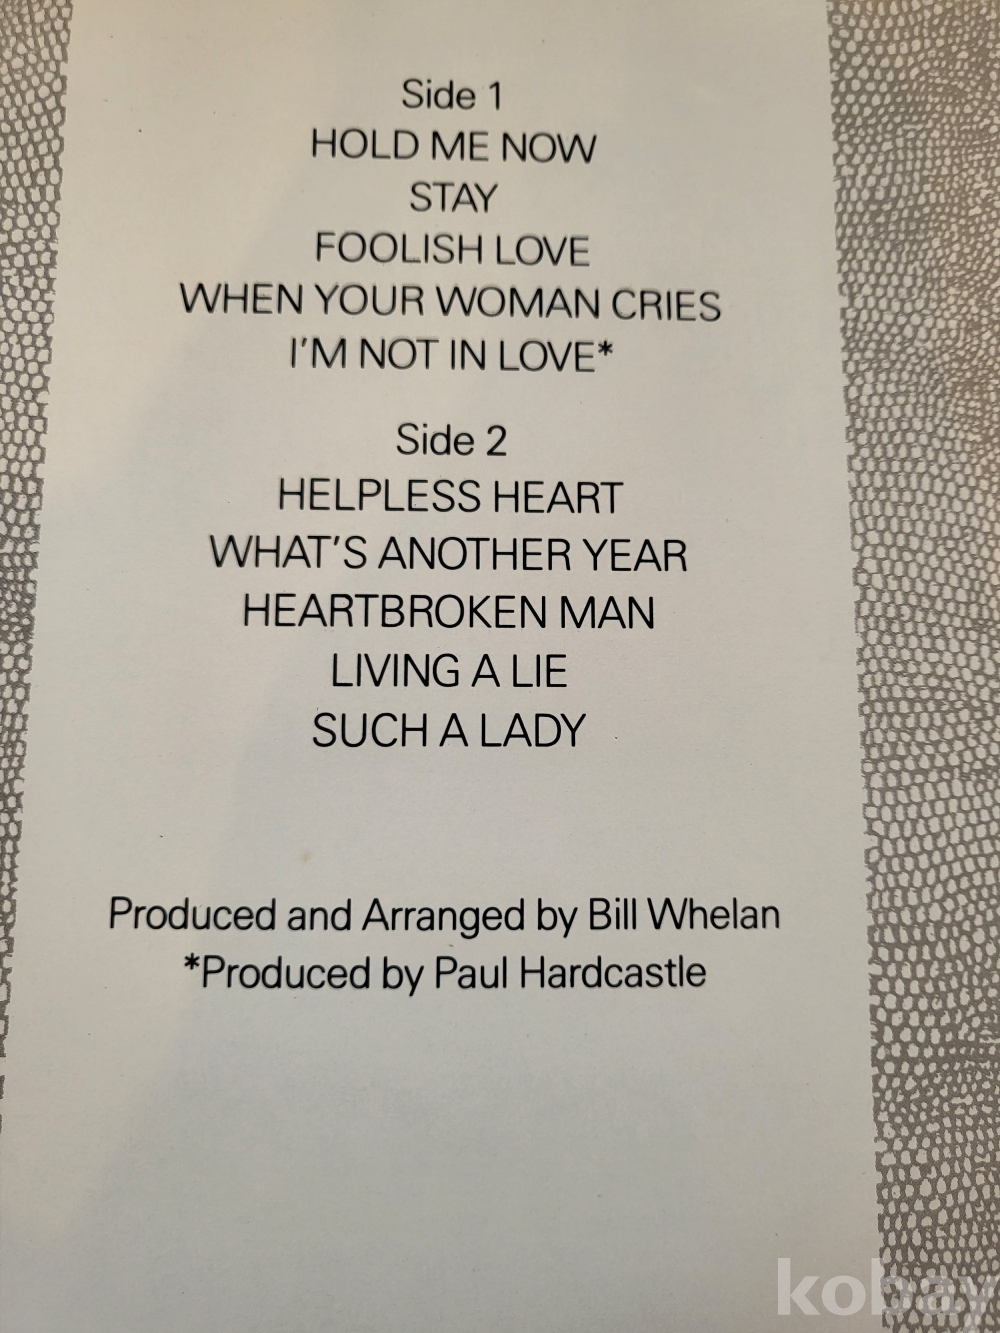 Side 1
HOLD ME NOW
STAY
FOOLISH LOVE
WHEN YOUR WOMAN CRIES
I'M NOT IN LOVE*
Side 2
HELPLESS HEART
WHAT'S ANOTHER YEAR
HEARTBROKEN MAN
LIVING A LIE
SUCH A LADY
Produced and Arranged by Bill Whelan
*Produced by Paul Hardcastle
kobay